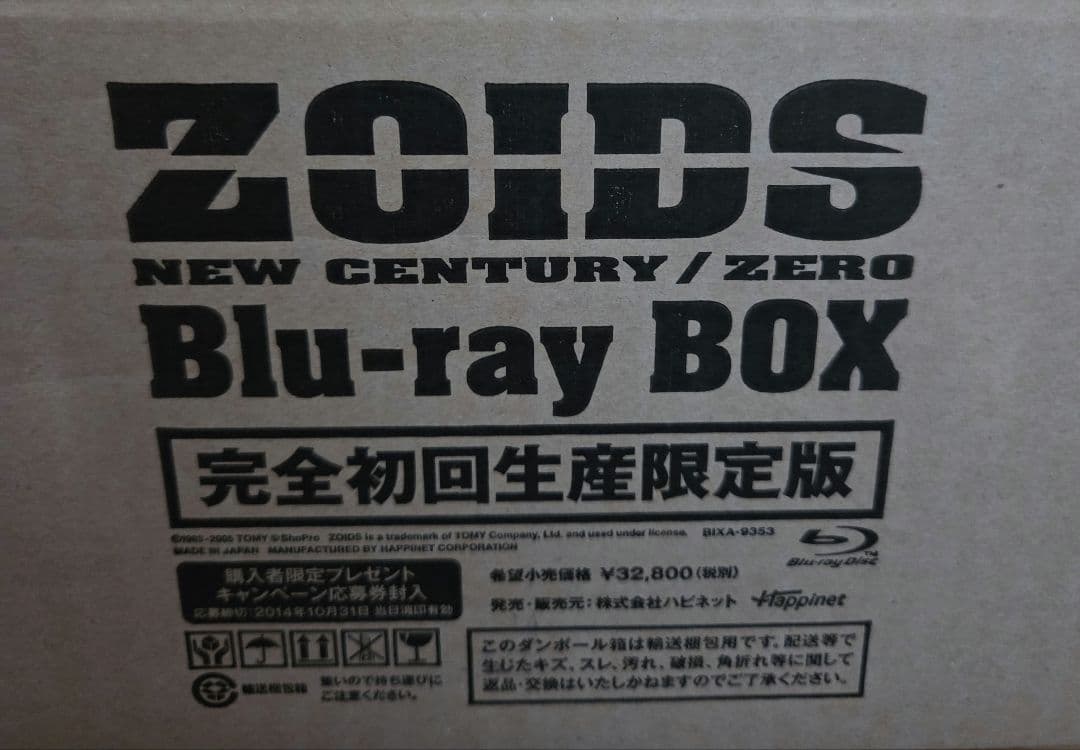 ZOIDS
NEW CENTURY/ZERO
Blu-ray BOX
完全初回生産限定版
©1985-2005 TOMY © ShoPro ZOIDS is a trademark of TOMY Company, Ltd. and used under license. BIXA-9353
MADE IN JAPAN MANUFACTURED BY HAPPINET CORPORATION
Blu-ray Disc™
購入者限定プレゼント
キャンペーン応募券封入
応募締切:2014年10月31日 当日消印有効
希望小売価格 ¥32,800(税別)
発売・販売元:株式会社ハピネット Happinet
輸送梱包箱
重いので持ち運びに
ご注意ください。
このダンボール箱は輸送梱包用です。配送等で
生じたキズ、スレ、汚れ、破損、角折れ等に関して
返品・交換はいたしかねますのでご了承ください。